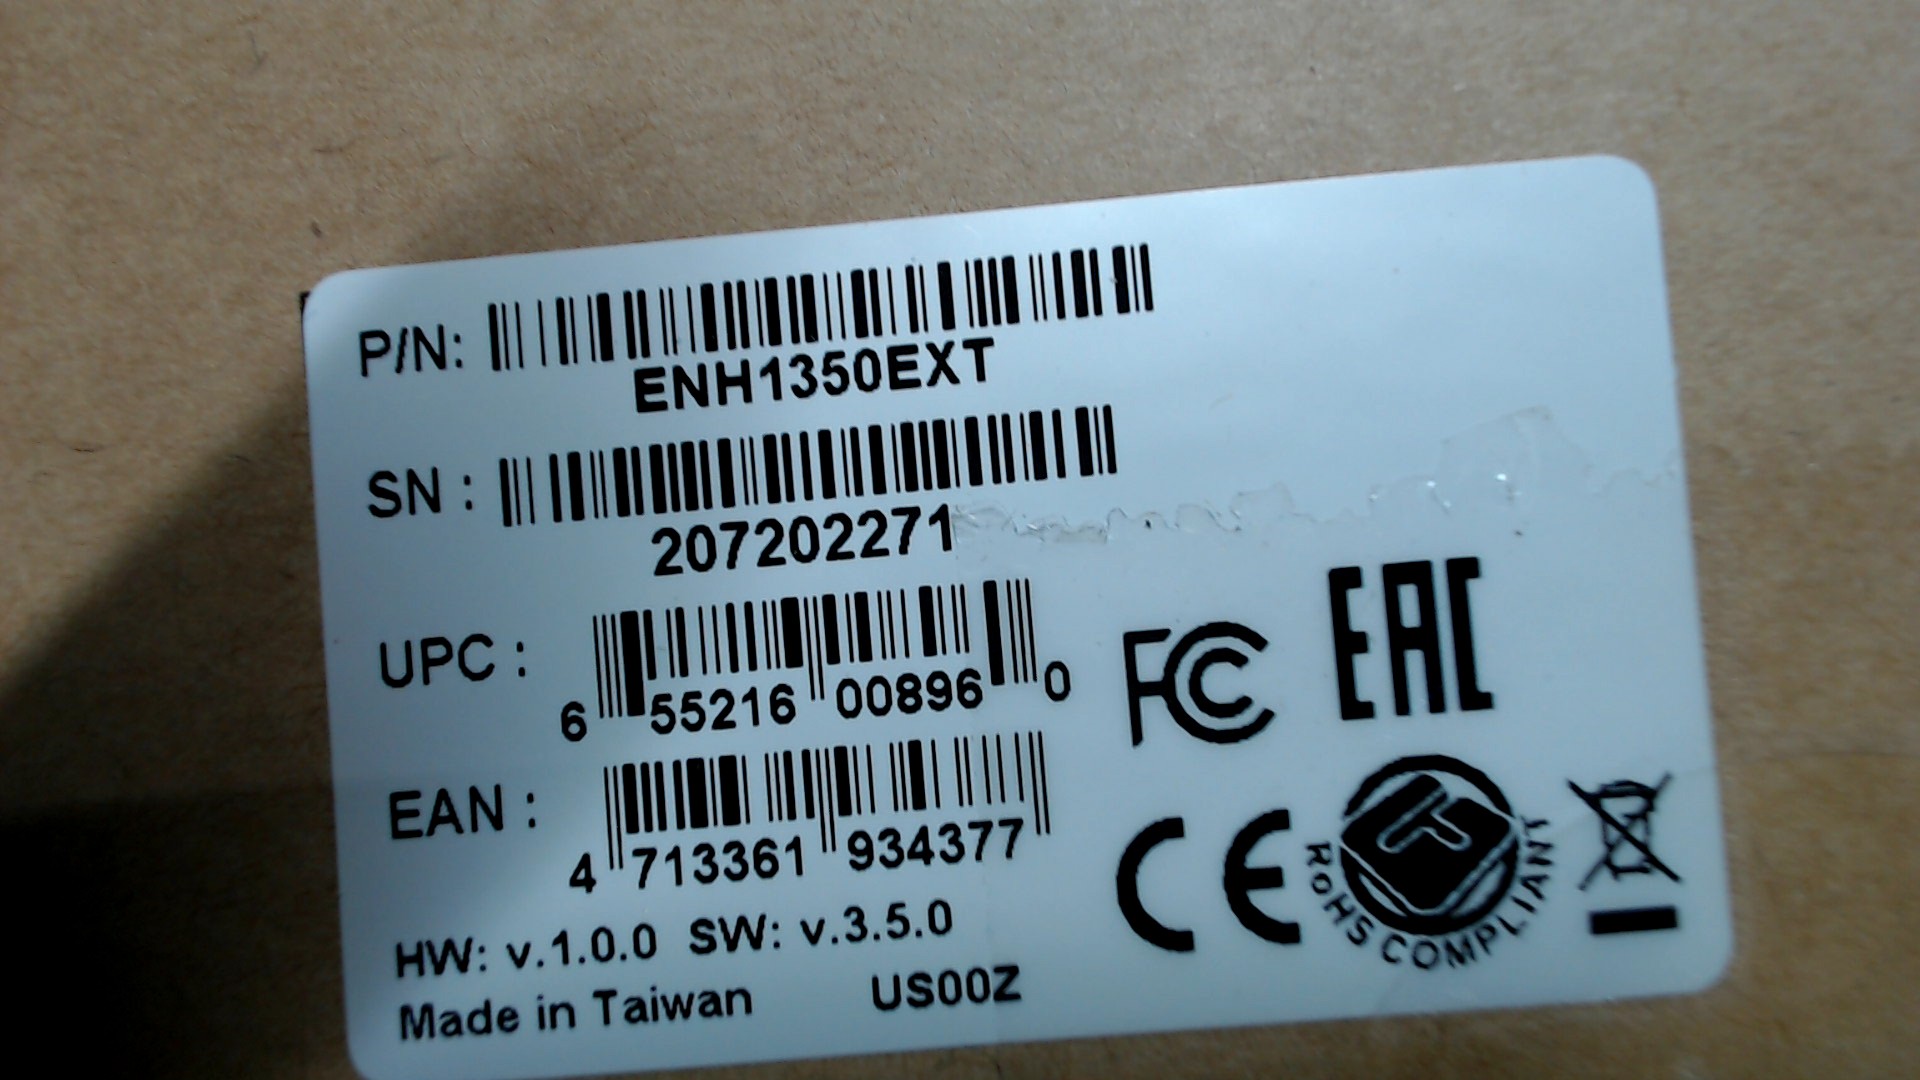 P/N:
ENH1350EXT
SN :
207202271
UPC :
6 55216 00896 0
EAN :
4 713361 934377
HW: v.1.0.0 SW: v.3.5.0
Made in Taiwan US00Z
FC
EAC
CE
RoHS COMPLIANT